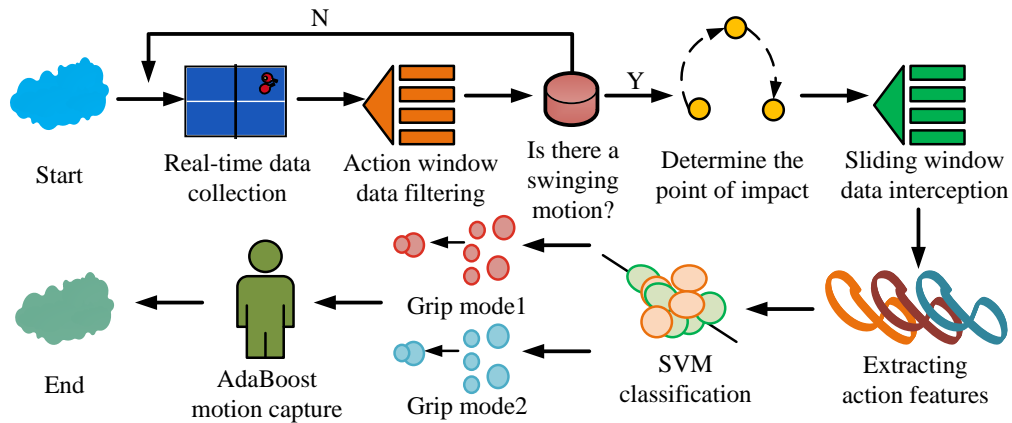 N
Y
Start
Real-time data
collection
Action window
data filtering
Is there a
swinging
motion?
Determine the
point of impact
Sliding window
data interception
Extracting
action features
SVM
classification
Grip mode1
Grip mode2
AdaBoost
motion capture
End